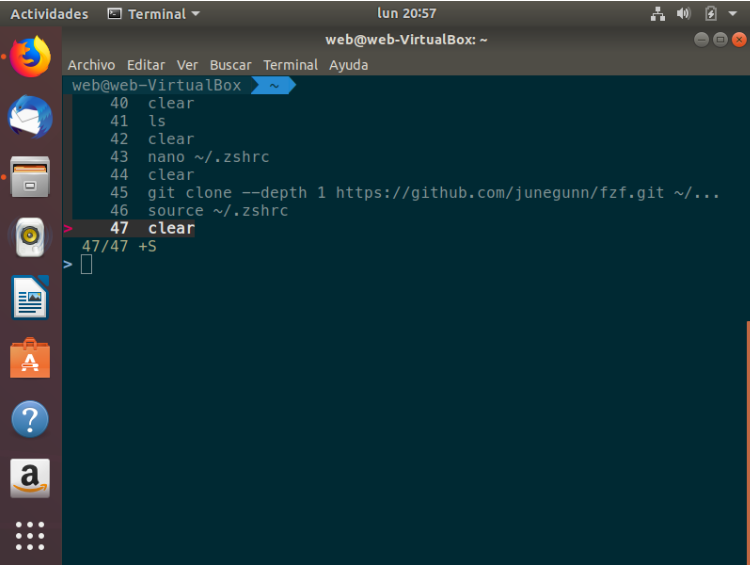 Actividades Terminal lun 20:57
web@web-VirtualBox: ~
Archivo Editar Ver Buscar Terminal Ayuda
web@web-VirtualBox ~
40 clear
41 ls
42 clear
43 nano ~/.zshrc
44 clear
45 git clone --depth 1 https://github.com/junegunn/fzf.git ~/...
46 source ~/.zshrc
> 47 clear
47/47 +S
>
A
?
a